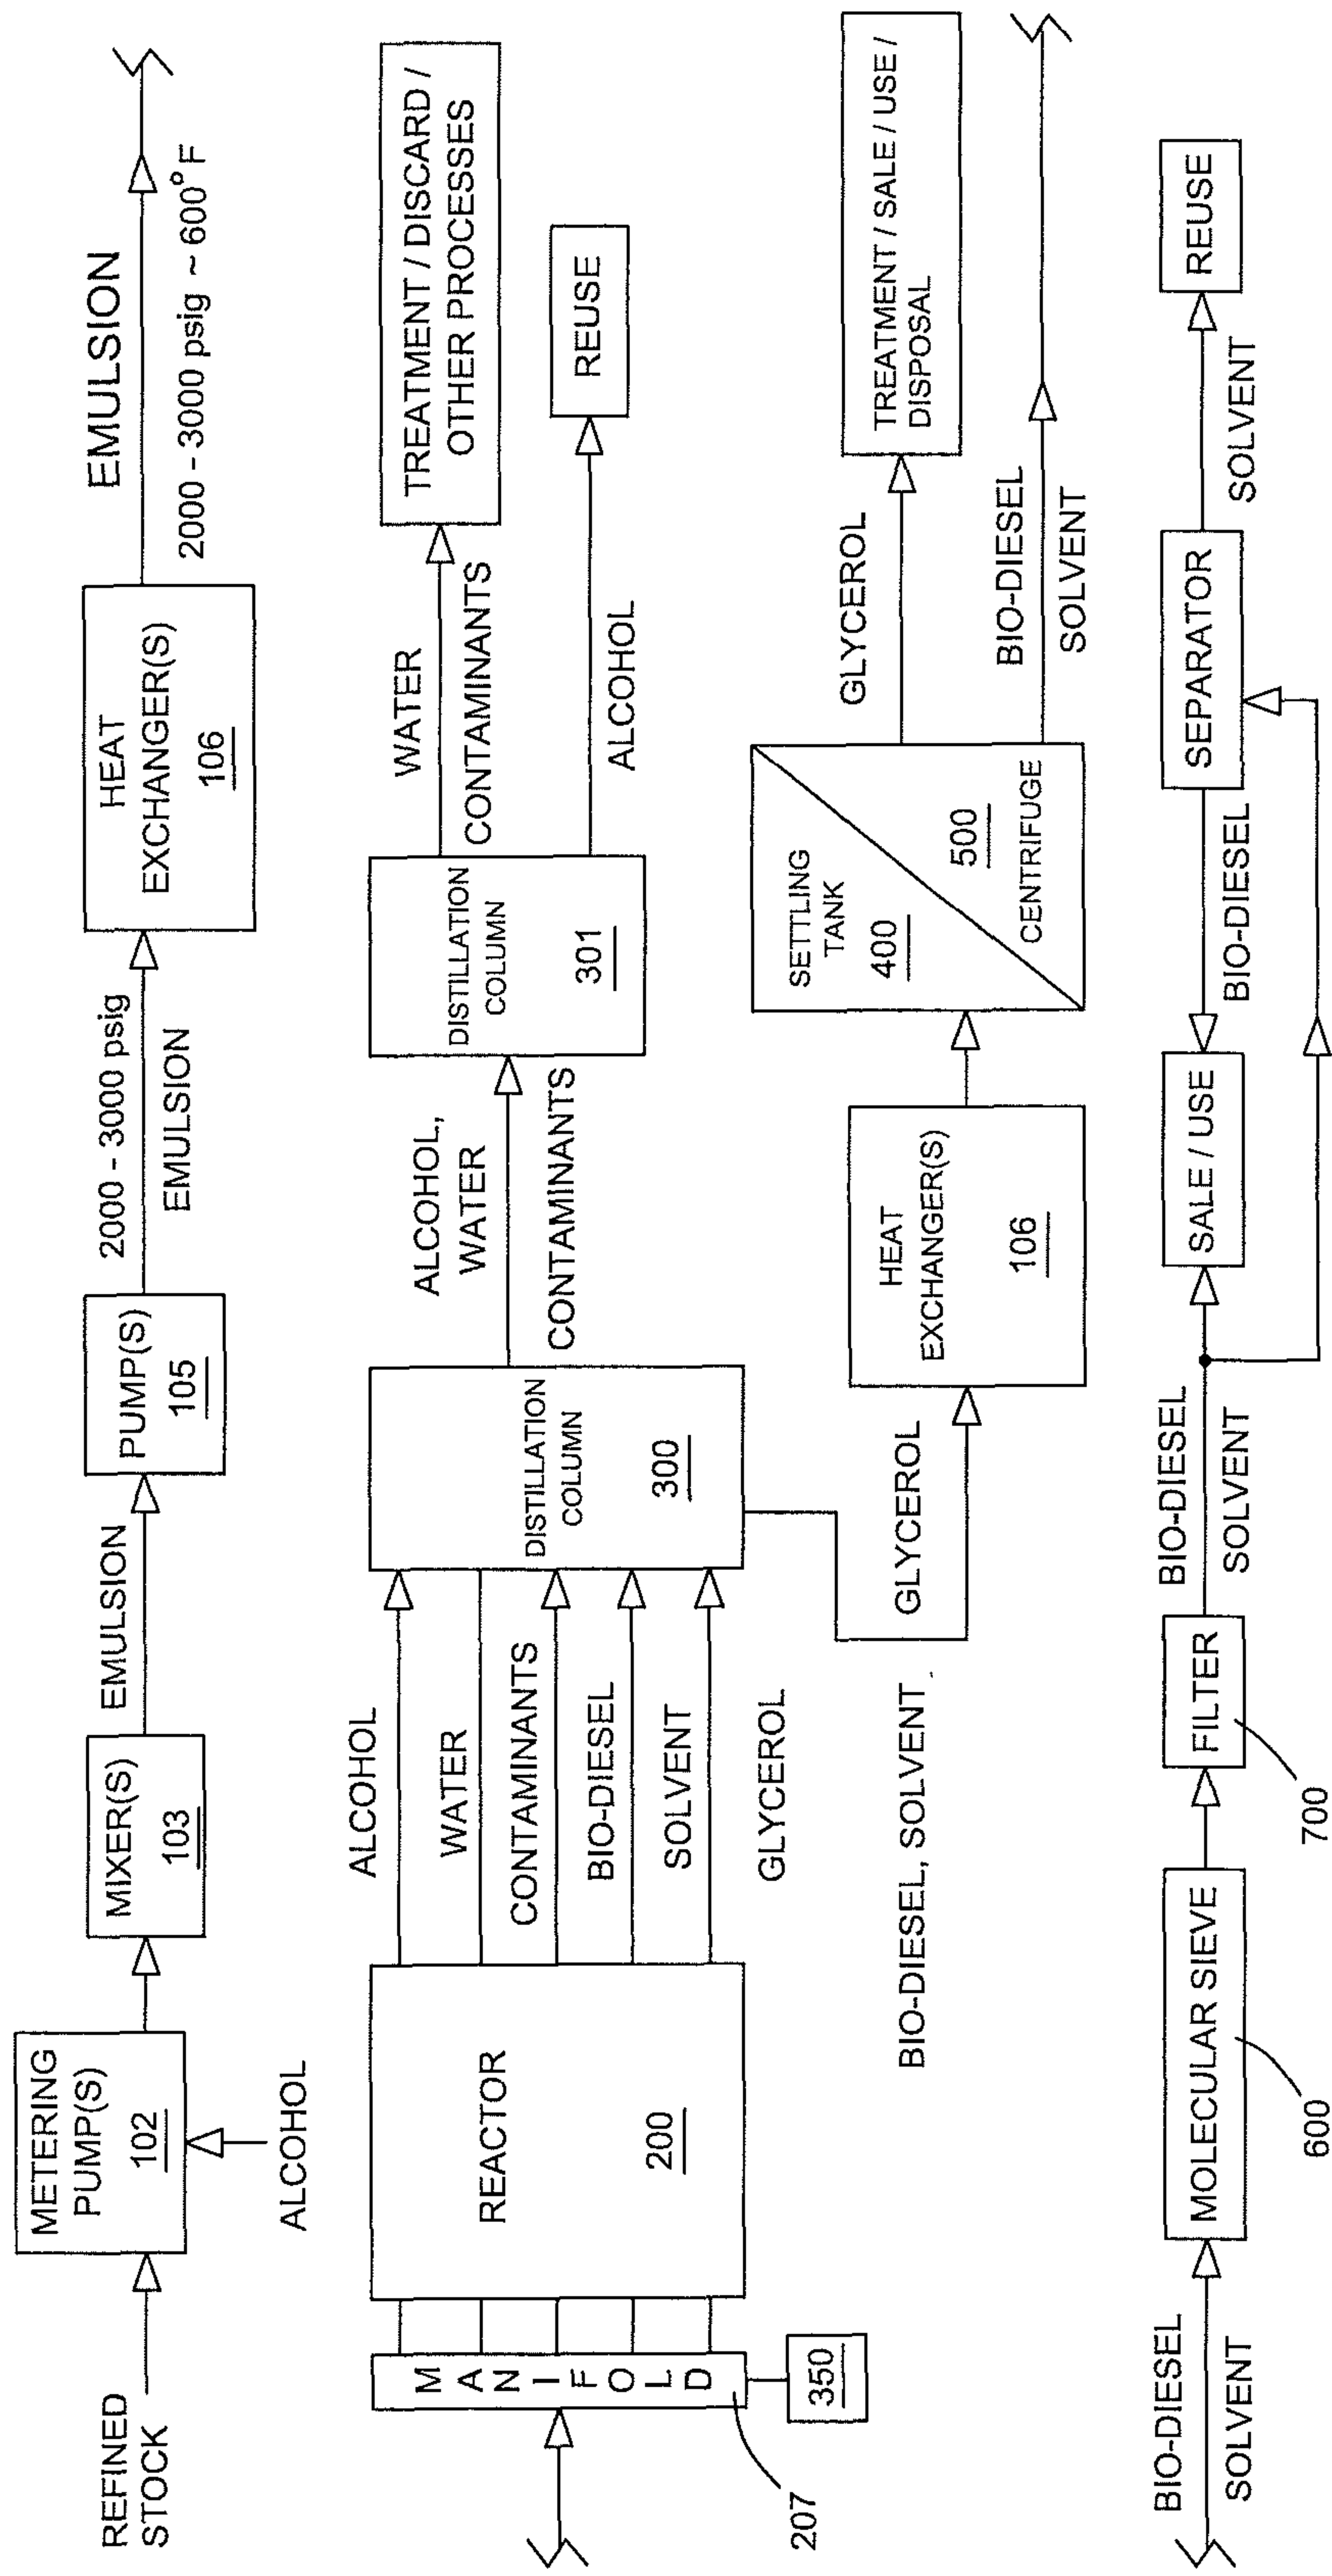 REFINED
STOCK
METERING
PUMP(S)
102
ALCOHOL
MIXER(S)
103
EMULSION
PUMP(S)
105
2000 - 3000 psig
EMULSION
HEAT
EXCHANGER(S)
106
EMULSION
2000 - 3000 psig ~ 600°F
MANIFOLD
207
350
REACTOR
200
ALCOHOL
WATER
CONTAMINANTS
BIO-DIESEL
SOLVENT
GLYCEROL
DISTILLATION
COLUMN
300
ALCOHOL,
WATER
CONTAMINANTS
DISTILLATION
COLUMN
301
WATER
CONTAMINANTS
TREATMENT / DISCARD /
OTHER PROCESSES
ALCOHOL
REUSE
BIO-DIESEL, SOLVENT
GLYCEROL
HEAT
EXCHANGER(S)
106
SETTLING
TANK
400
500
CENTRIFUGE
GLYCEROL
TREATMENT / SALE / USE /
DISPOSAL
BIO-DIESEL
SOLVENT
BIO-DIESEL
SOLVENT
MOLECULAR SIEVE
600
FILTER
700
BIO-DIESEL
SOLVENT
SALE / USE
BIO-DIESEL
SEPARATOR
SOLVENT
REUSE